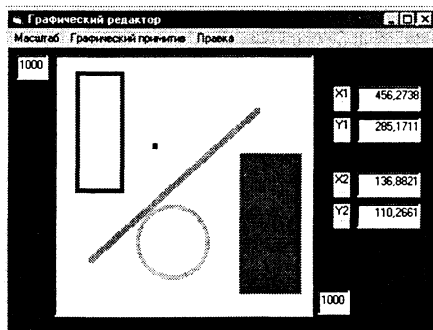 Графический редактор
Масштаб Графический примитив Правка
1000
X1 456,2738
Y1 285,1711
X2 136,8821
Y2 110,2661
1000